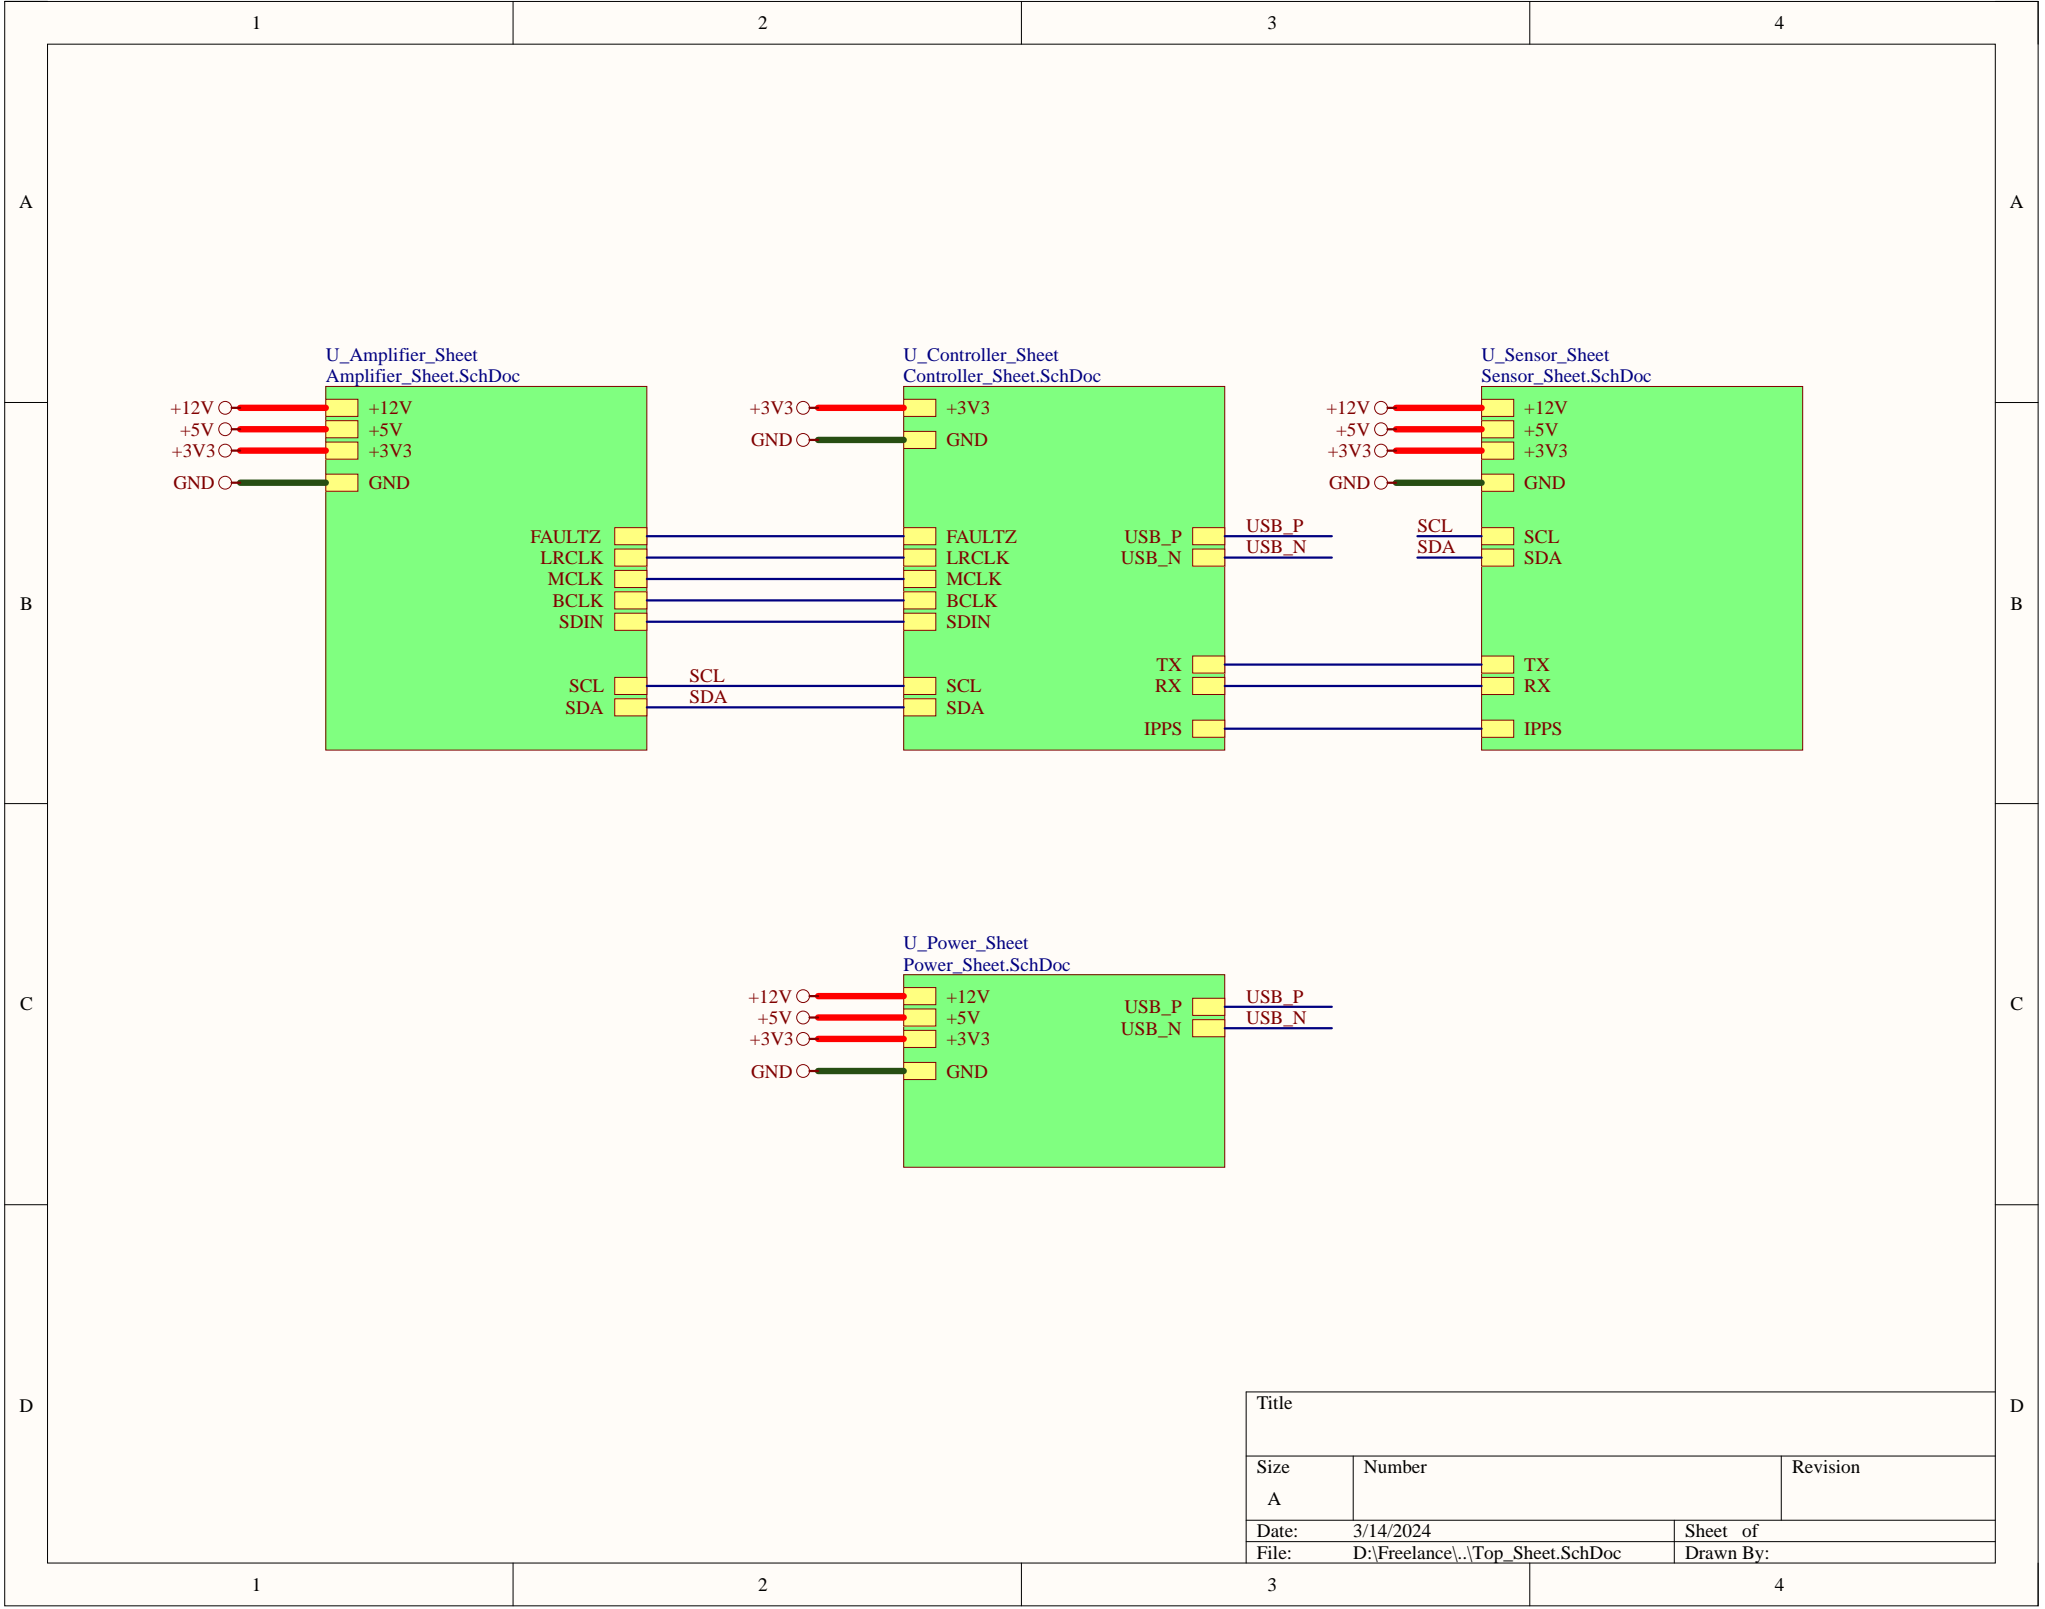 1 2 3 4
A A
U_Amplifier_Sheet
Amplifier_Sheet.SchDoc
+12V +12V
+5V +5V
+3V3 +3V3
GND GND
FAULTZ
LRCLK
MCLK
BCLK
SDIN
SCL
SDA
SCL
SDA
U_Controller_Sheet
Controller_Sheet.SchDoc
+3V3 +3V3
GND GND
FAULTZ
LRCLK
MCLK
BCLK
SDIN
SCL
SDA
USB_P USB_P
USB_N USB_N
TX
RX
IPPS
U_Sensor_Sheet
Sensor_Sheet.SchDoc
+12V +12V
+5V +5V
+3V3 +3V3
GND GND
SCL SCL
SDA SDA
TX
RX
IPPS
B B
U_Power_Sheet
Power_Sheet.SchDoc
+12V +12V
+5V +5V
+3V3 +3V3
GND GND
USB_P USB_P
USB_N USB_N
C C
D D
Title
Size Number Revision
A
Date: 3/14/2024 Sheet of
File: D:\Freelance\..\Top_Sheet.SchDoc Drawn By:
1 2 3 4